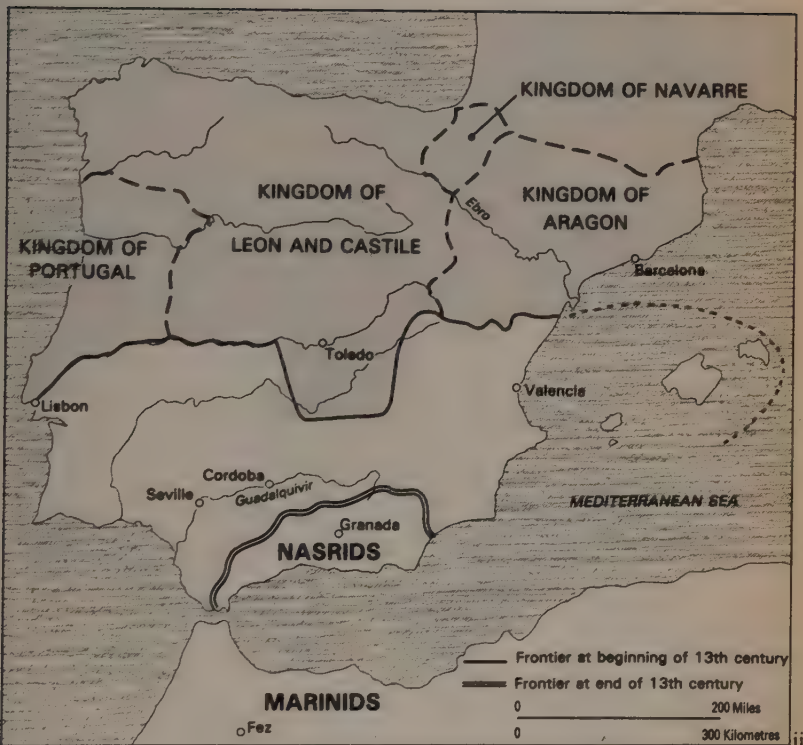 KINGDOM OF NAVARRE
KINGDOM OF
LEON AND CASTILE
KINGDOM OF
ARAGON
Ebro
KINGDOM OF
PORTUGAL
Barcelona
Toledo
Lisbon
Valencia
Cordoba
Seville
Guadalquivir
Granada
NASRIDS
MEDITERRANEAN SEA
MARINIDS
Fez
Frontier at beginning of 13th century
Frontier at end of 13th century
0 200 Miles
0 300 Kilometres